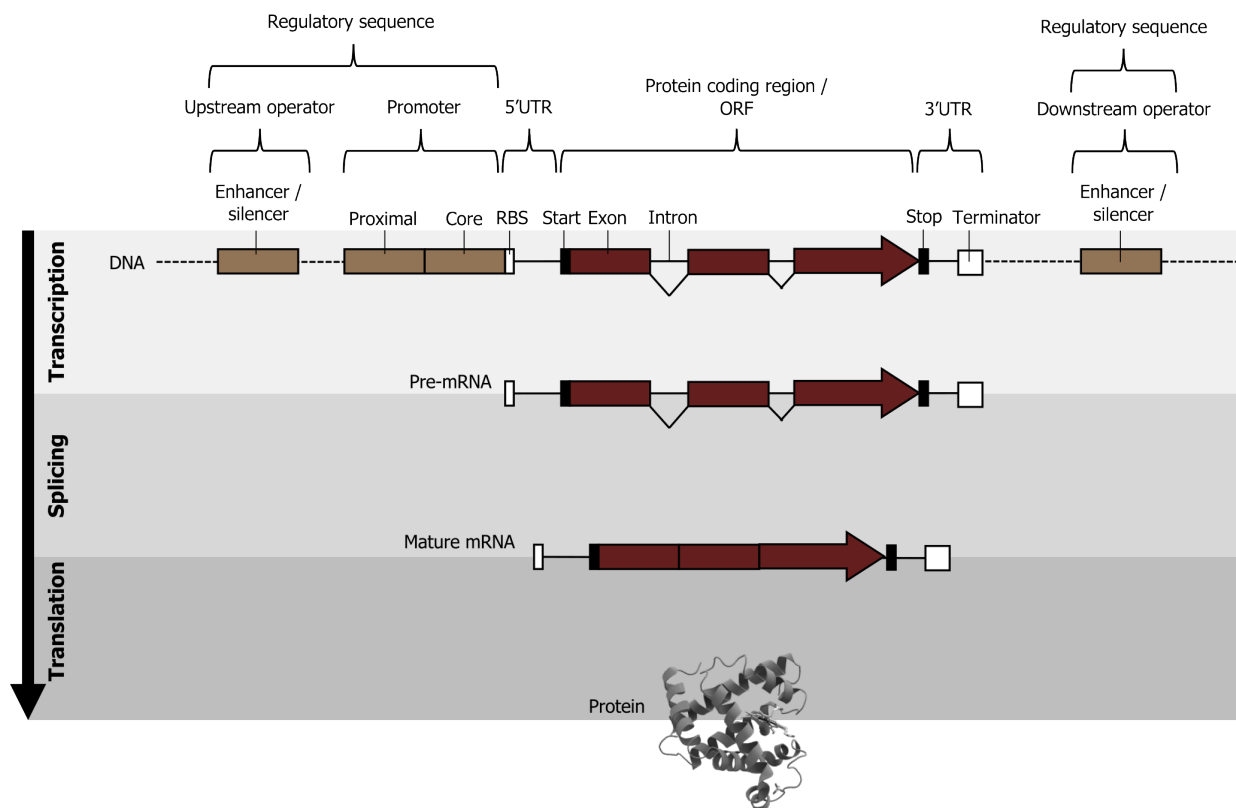 Regulatory sequence
Regulatory sequence
Upstream operator
Promoter
5'UTR
Protein coding region /
ORF
3'UTR
Downstream operator
Enhancer /
silencer
Proximal
Core
RBS
Start
Exon
Intron
Stop
Terminator
Enhancer /
silencer
Transcription
DNA
Pre-mRNA
Splicing
Mature mRNA
Translation
Protein